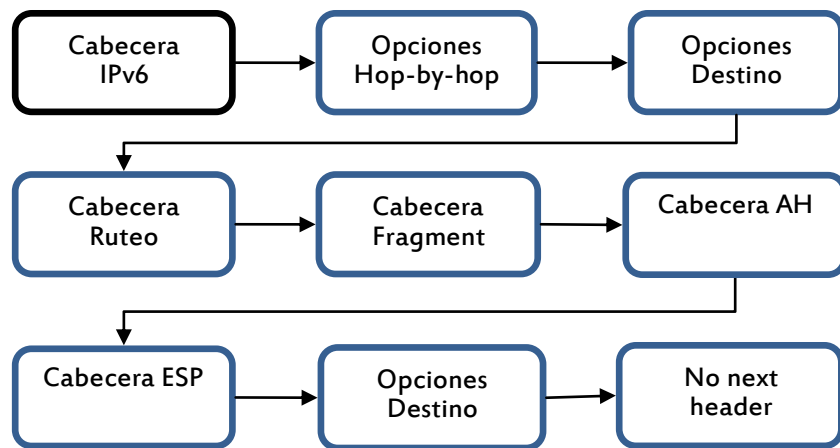 Cabecera
IPv6
Opciones
Hop-by-hop
Opciones
Destino
Cabecera
Ruteo
Cabecera
Fragment
Cabecera AH
Cabecera ESP
Opciones
Destino
No next
header